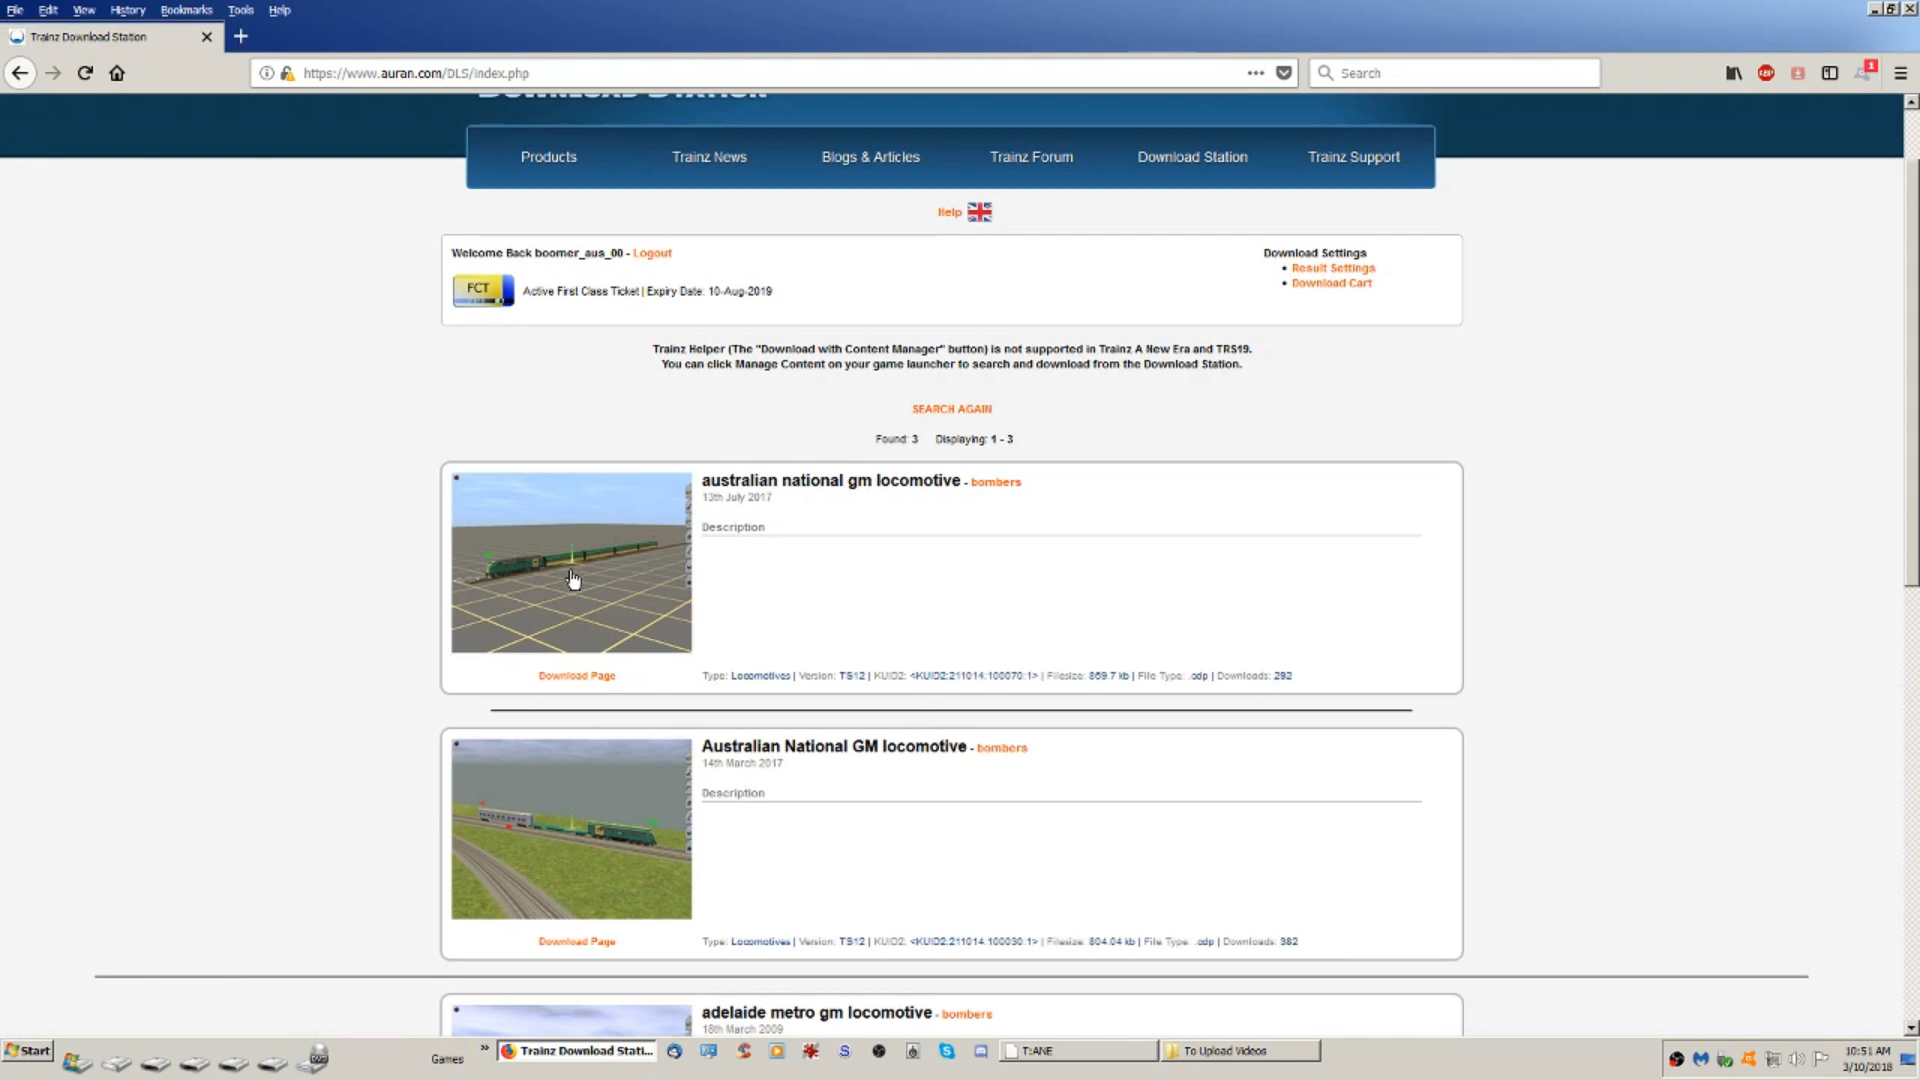 File Edit View History Bookmarks Tools Help
Trainz Download Station
https://www.auran.com/DLS/index.php
Search
ABP
1
DOWNLOAD STATION
Products Trainz News Blogs & Articles Trainz Forum Download Station Trainz Support
Help
Welcome Back boomer_aus_00 - Logout
Download Settings
Result Settings
Download Cart
FCT
Active First Class Ticket | Expiry Date: 10-Aug-2019
Trainz Helper (The "Download with Content Manager" button) is not supported in Trainz A New Era and TRS19.
You can click Manage Content on your game launcher to search and download from the Download Station.
SEARCH AGAIN
Found: 3 Displaying: 1 - 3
australian national gm locomotive - bombers
13th July 2017
Description
Download Page
Type: Locomotives | Version: TS12 | KUID2: <KUID2:211014:100070:1> | Filesize: 869.7 kb | File Type: .cdp | Downloads: 292
Australian National GM locomotive - bombers
14th March 2017
Description
Download Page
Type: Locomotives | Version: TS12 | KUID2: <KUID2:211014:100030:1> | Filesize: 804.04 kb | File Type: .cdp | Downloads: 382
adelaide metro gm locomotive - bombers
18th March 2009
Start
Games
Trainz Download Stati...
T:ANE
To Upload Videos
10:51 AM
3/10/2018